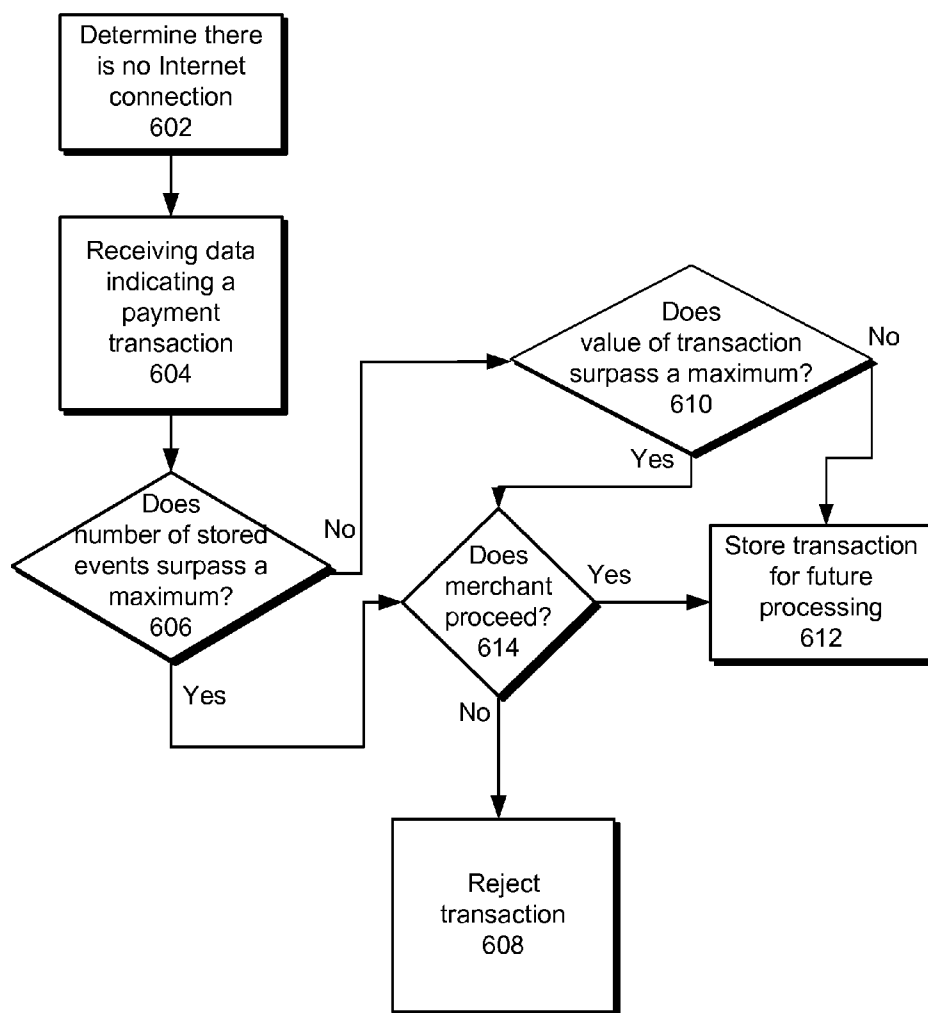 Determine there
is no Internet
connection
602
Receiving data
indicating a
payment
transaction
604
Does
number of stored
events surpass a
maximum?
606
No
Yes
Does
value of transaction
surpass a maximum?
610
No
Yes
Does
merchant
proceed?
614
Yes
No
Store transaction
for future
processing
612
Reject
transaction
608